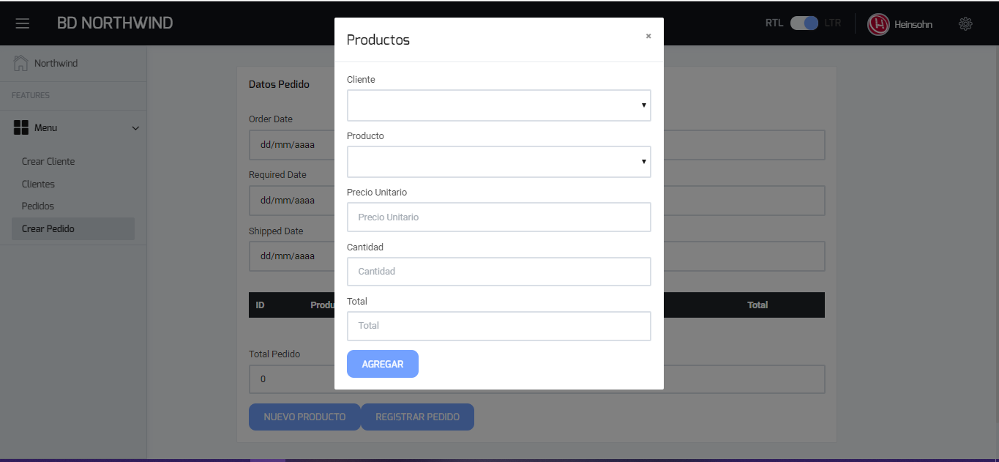 BD NORTHWIND
RTL LTR
Heinsohn
Northwind
FEATURES
Menu
Crear Cliente
Clientes
Pedidos
Crear Pedido
Datos Pedido
Order Date
dd/mm/aaaa
Required Date
dd/mm/aaaa
Shipped Date
dd/mm/aaaa
ID Total
Total Pedido
0
NUEVO PRODUCTO REGISTRAR PEDIDO
Productos ×
Cliente
Producto
Precio Unitario
Precio Unitario
Cantidad
Cantidad
Total
Total
AGREGAR